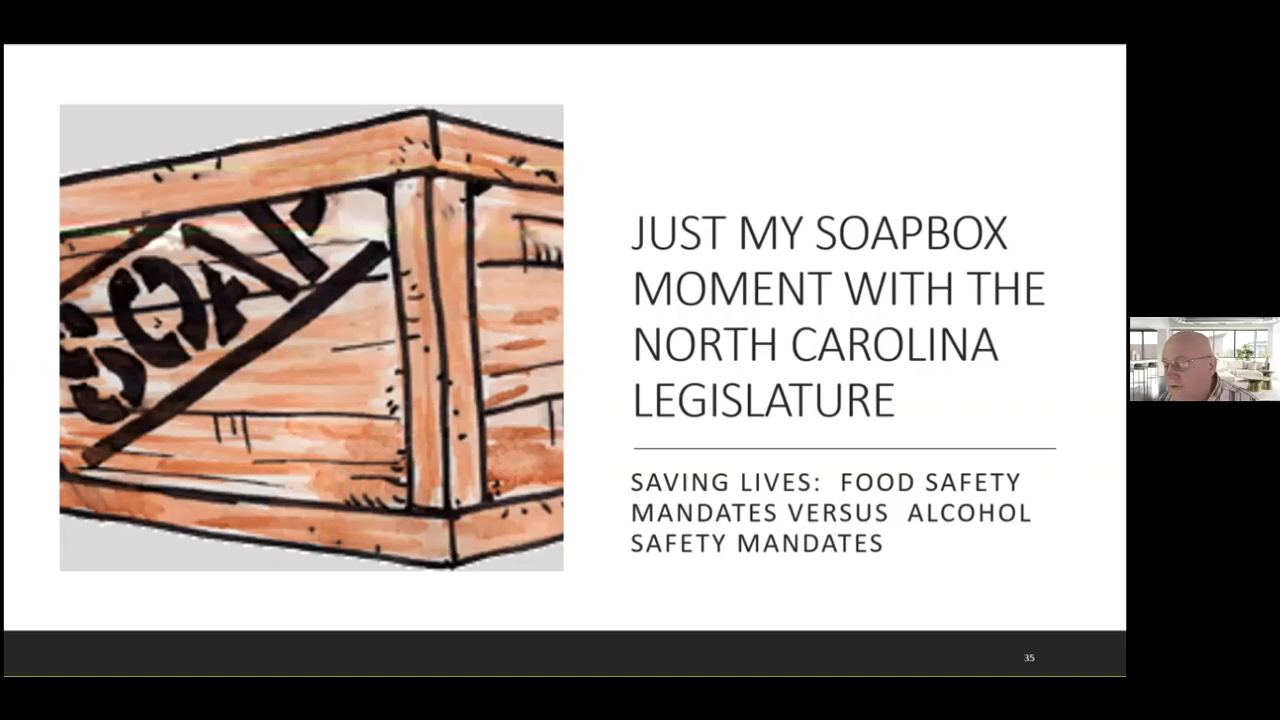 SOAP
JUST MY SOAPBOX
MOMENT WITH THE
NORTH CAROLINA
LEGISLATURE
SAVING LIVES: FOOD SAFETY
MANDATES VERSUS ALCOHOL
SAFETY MANDATES
35